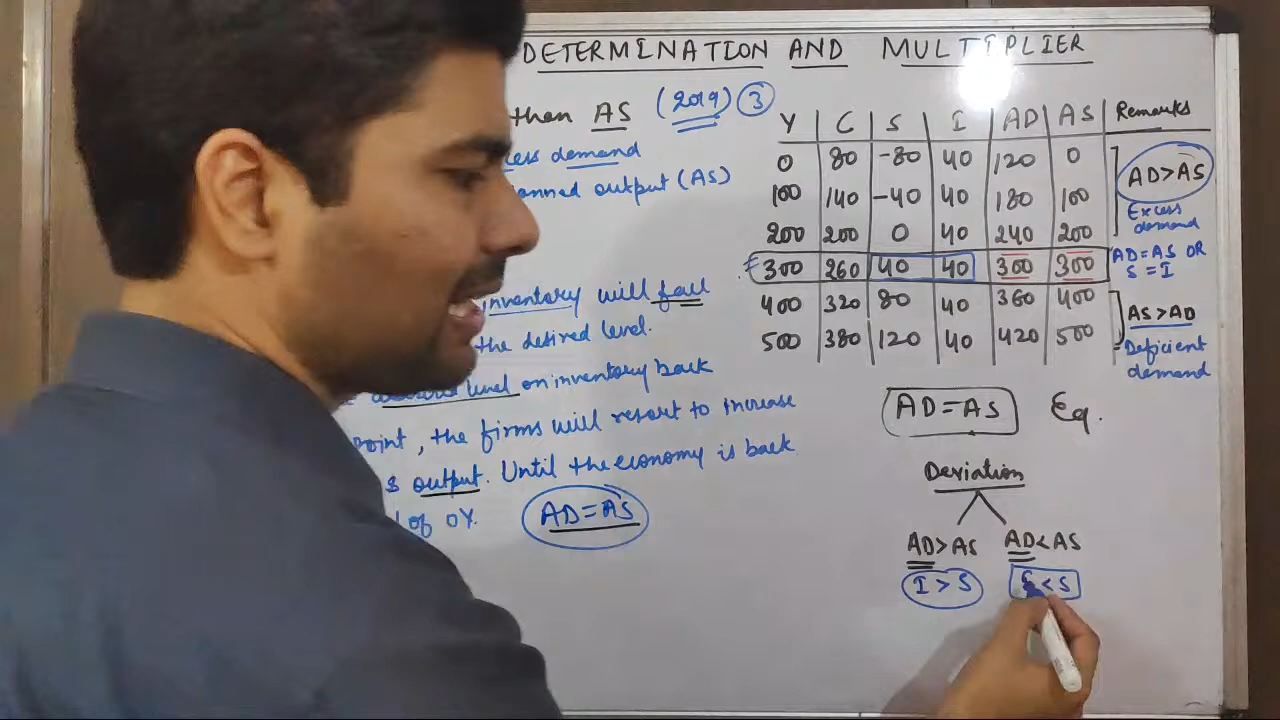 DETERMINATION AND MULTIPLIER
than AS (2019) ③
demand
output (AS)
inventory will fall
the desired level.
level on inventory back
point, the firms will resort to increase
output. Until the economy is back
of OY. AD=AS
Y C S I AD AS Remarks
0 80 -80 40 120 0
100 140 -40 40 180 100
200 200 0 40 240 200
300 260 40 40 300 300
400 320 80 40 360 400
500 380 120 40 420 500
AD>AS
Excess
demand
AD=AS OR
S=I
AS>AD
Deficient
demand
AD=AS Eq.
Deviation
AD>AS AD<AS
I>S <S